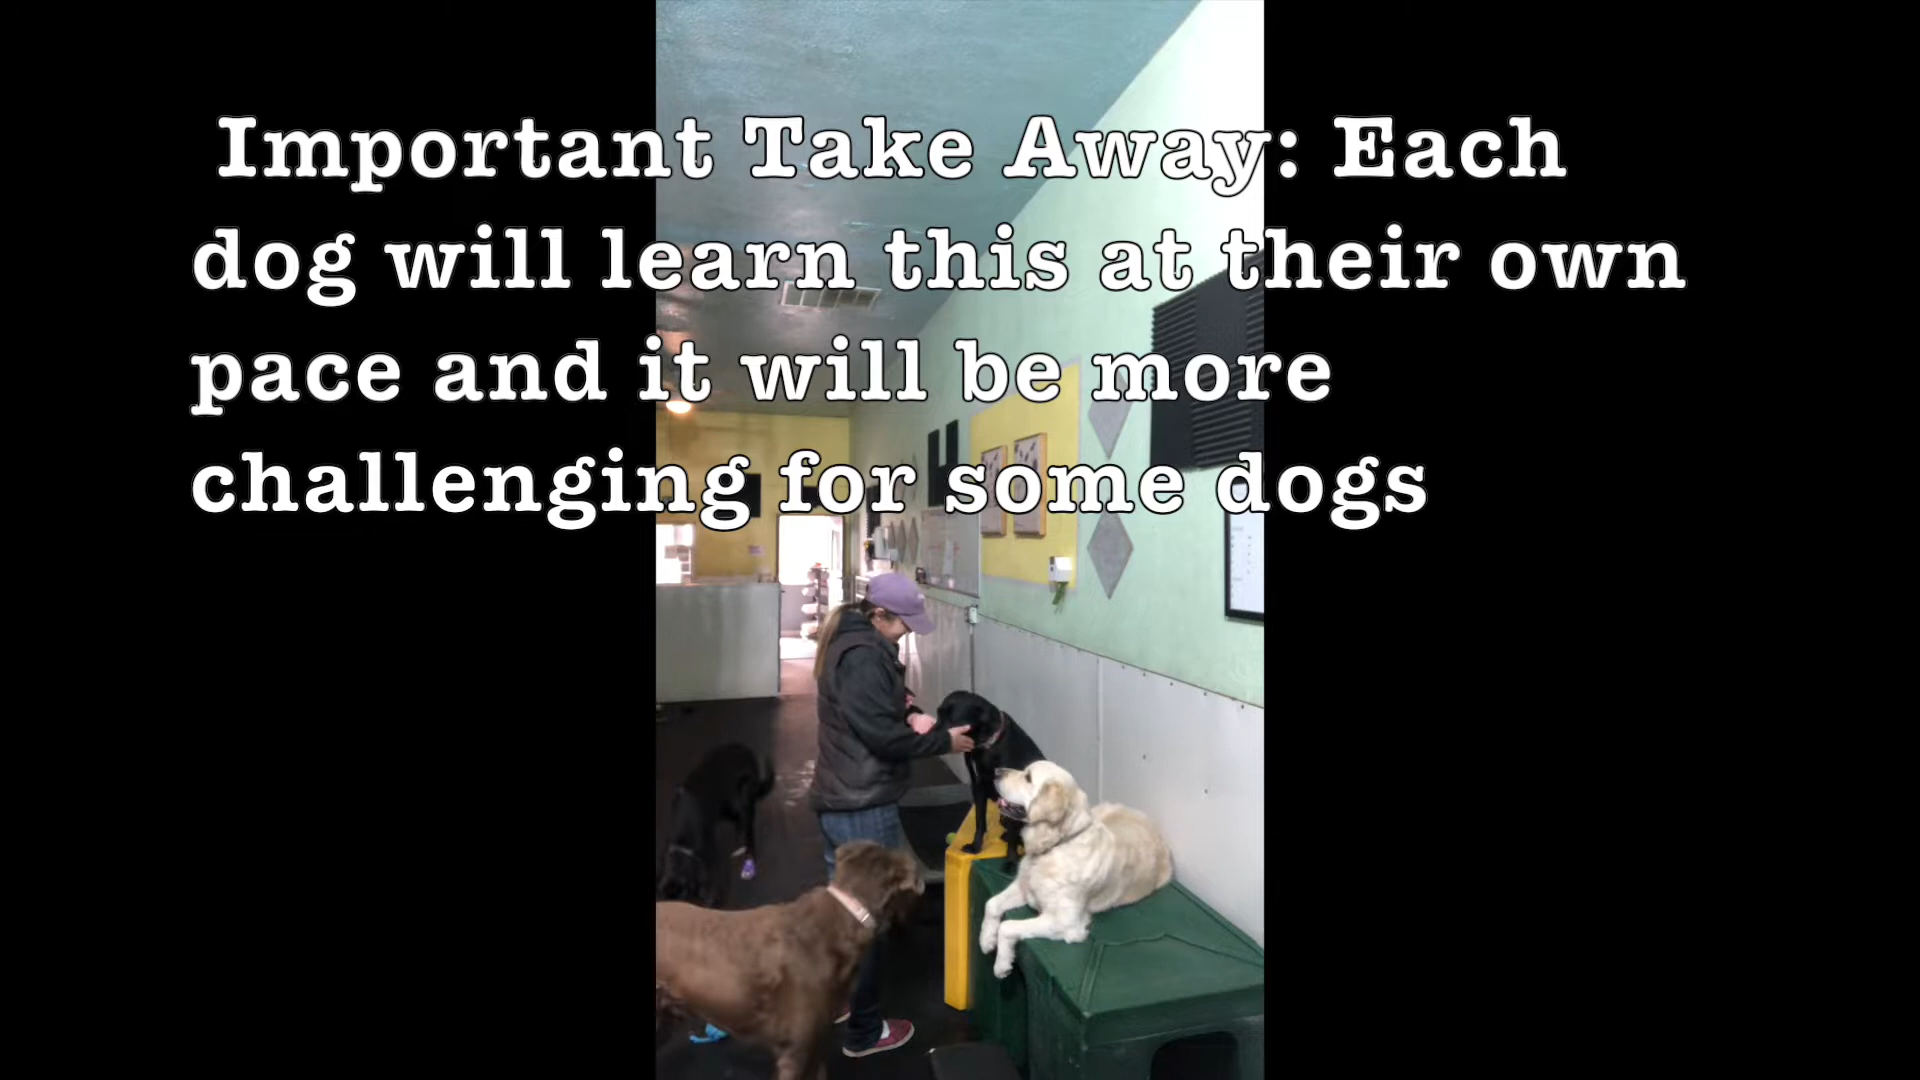 Important Take Away: Each
dog will learn this at their own
pace and it will be more
challenging for some dogs